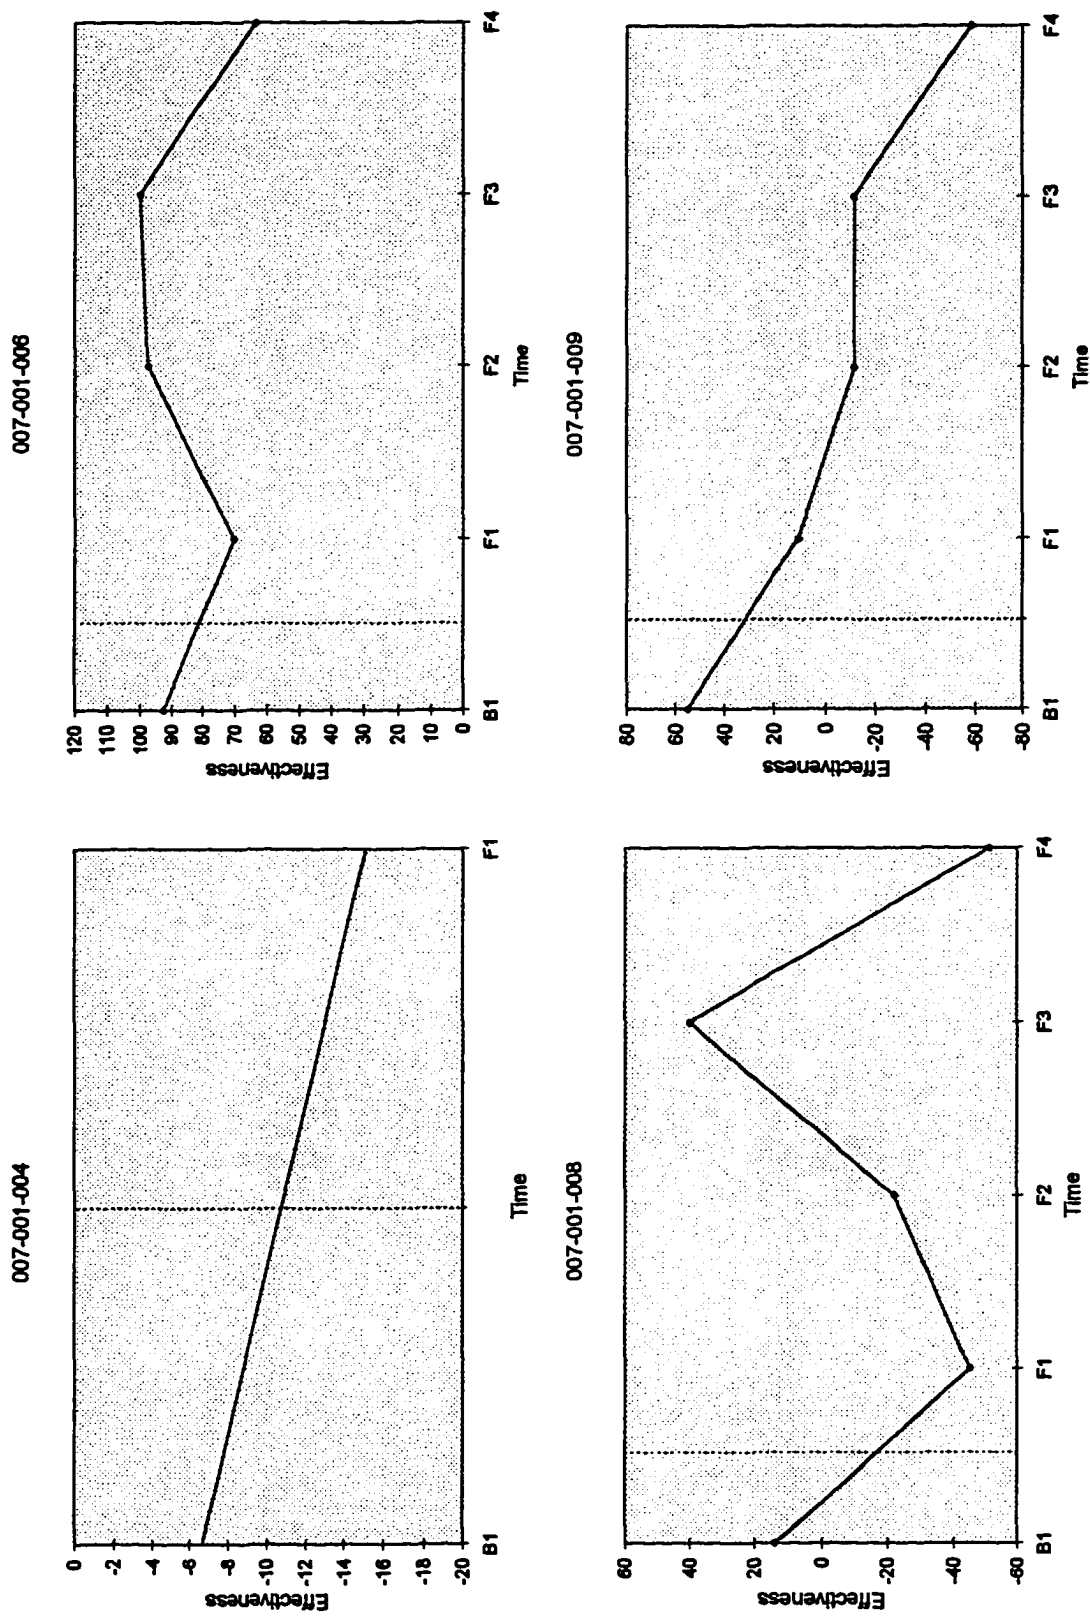 007-001-004
0
-2
-4
-6
-8
-10
-12
-14
-16
-18
-20
Effectiveness
B1
F1
Time
007-001-006
120
110
100
90
80
70
60
50
40
30
20
10
0
Effectiveness
B1
F1
F2
F3
F4
Time
007-001-008
60
40
20
0
-20
-40
-60
Effectiveness
B1
F1
F2
F3
F4
Time
007-001-009
80
60
40
20
0
-20
-40
-60
-80
Effectiveness
B1
F1
F2
F3
F4
Time